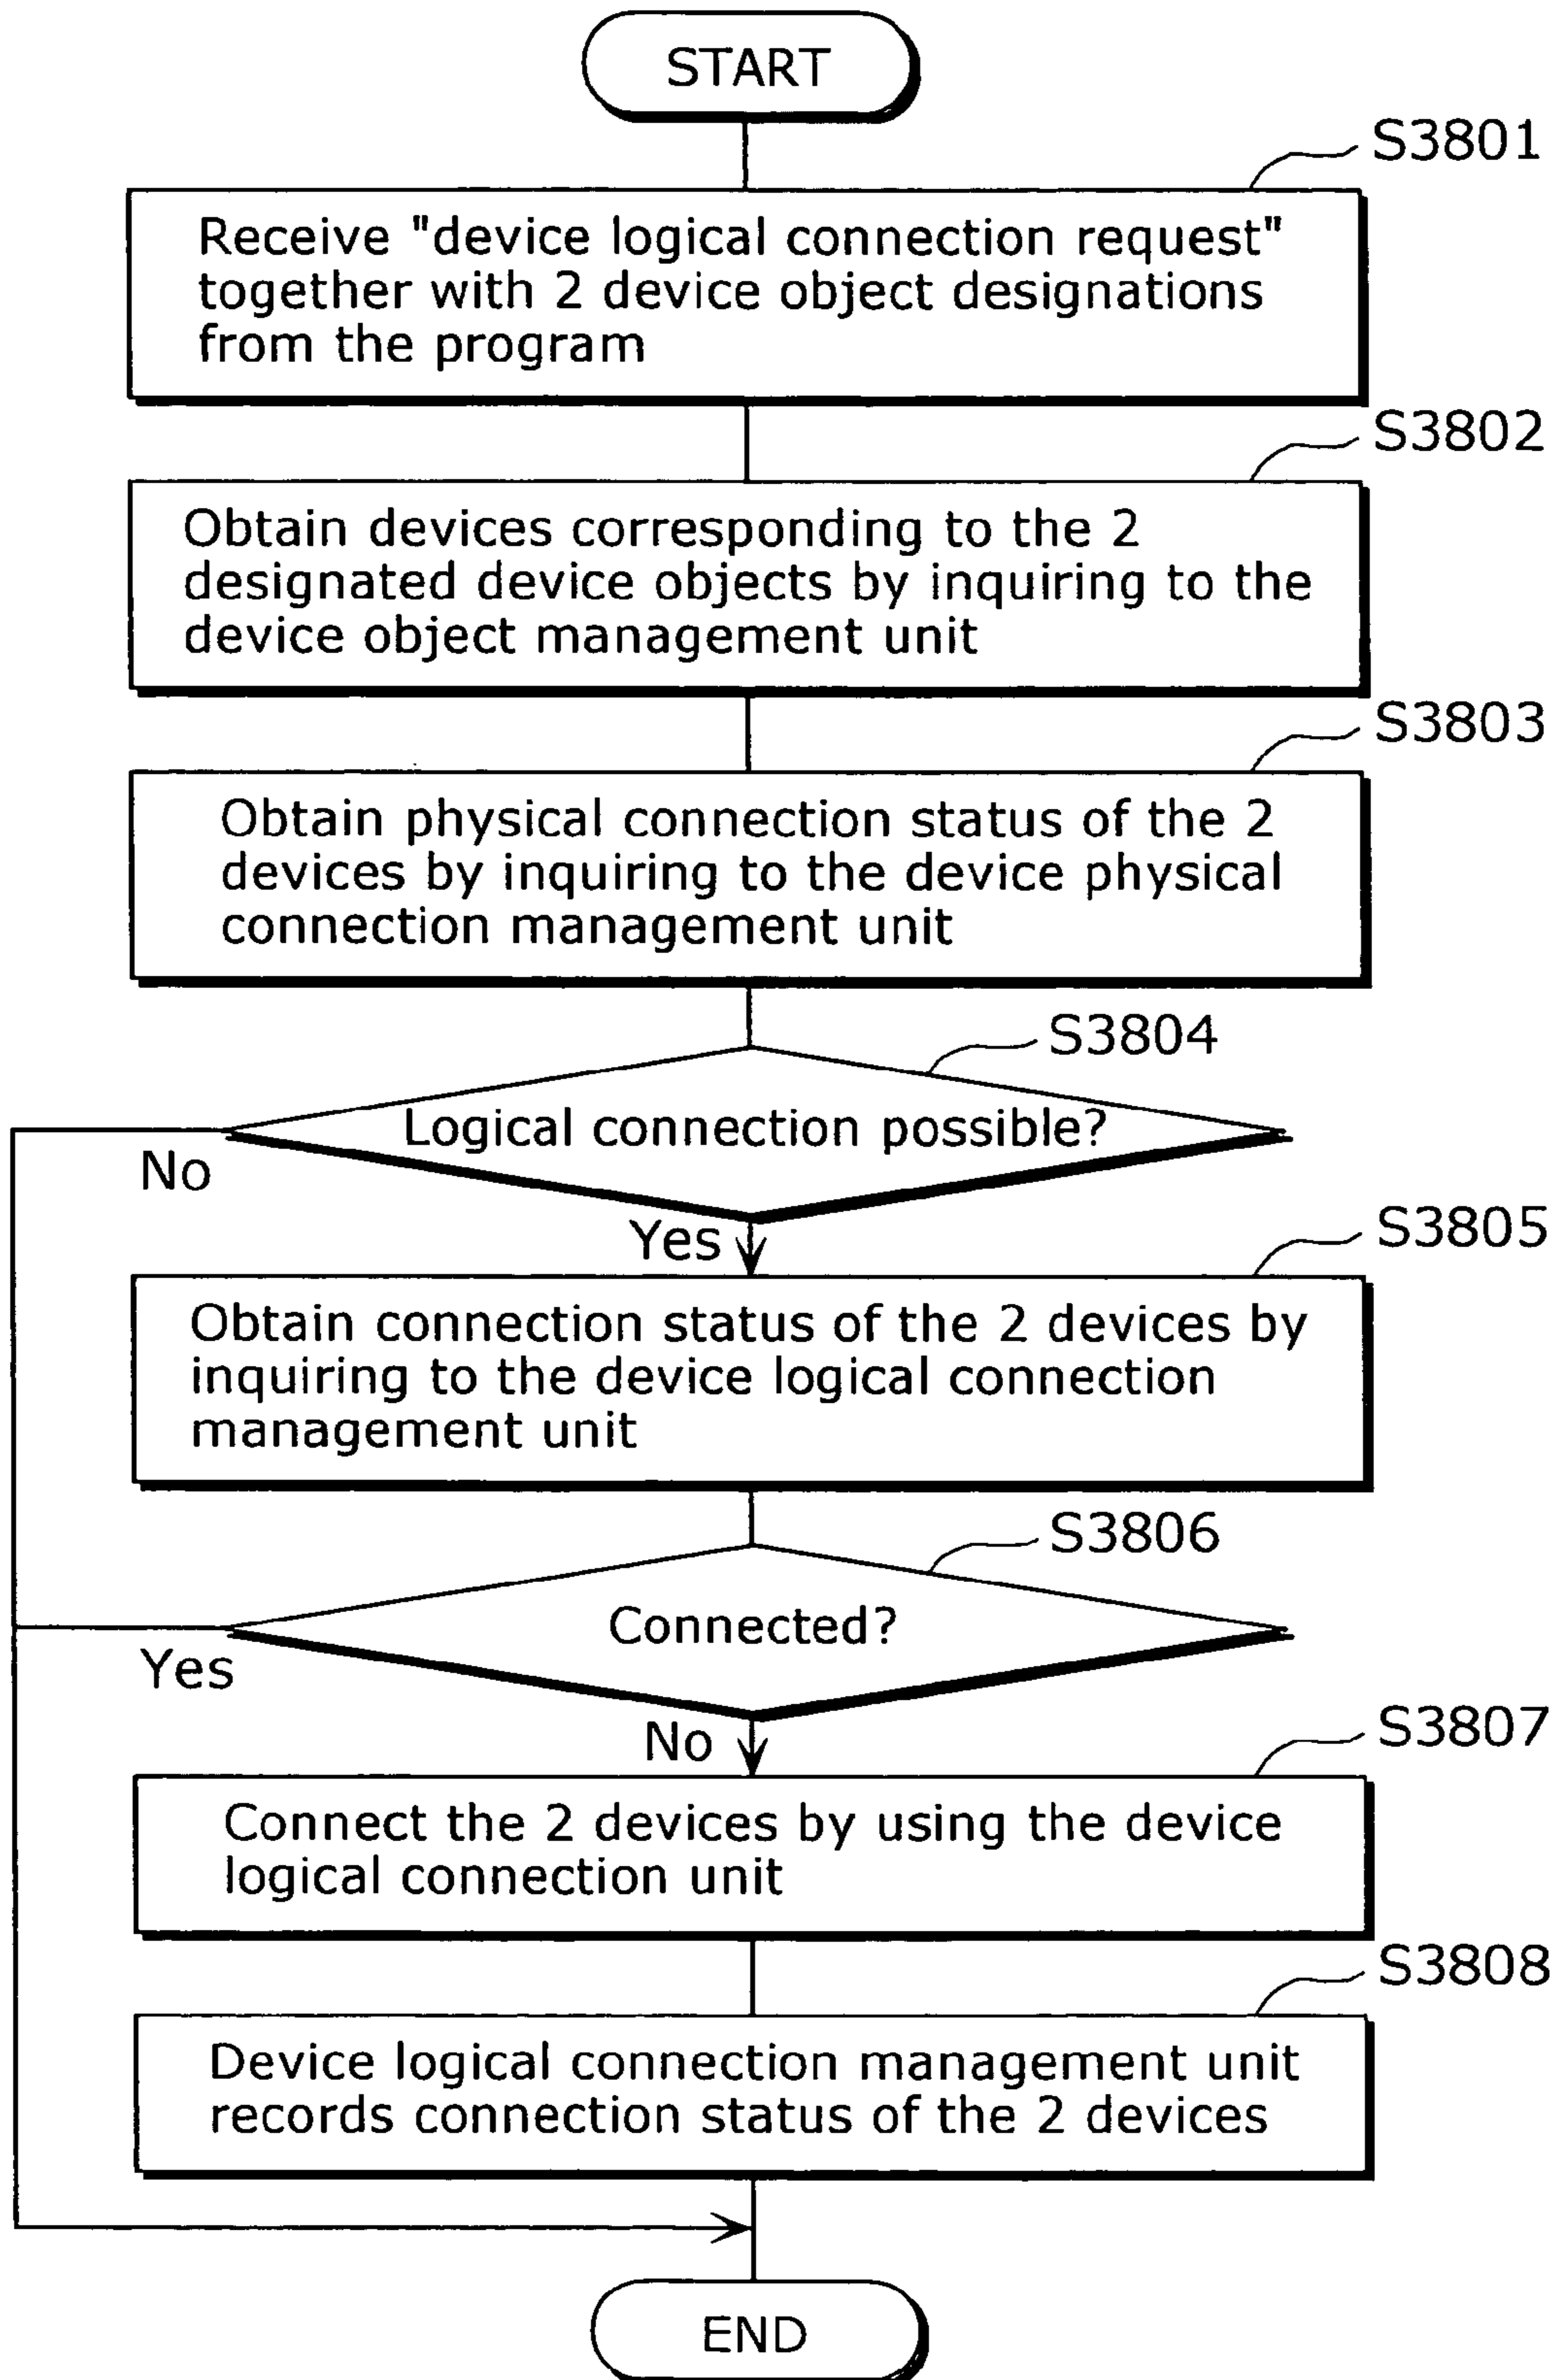 START
S3801
Receive "device logical connection request"
together with 2 device object designations
from the program
S3802
Obtain devices corresponding to the 2
designated device objects by inquiring to the
device object management unit
S3803
Obtain physical connection status of the 2
devices by inquiring to the device physical
connection management unit
S3804
Logical connection possible?
No
Yes
S3805
Obtain connection status of the 2 devices by
inquiring to the device logical connection
management unit
S3806
Connected?
Yes
No
S3807
Connect the 2 devices by using the device
logical connection unit
S3808
Device logical connection management unit
records connection status of the 2 devices
END